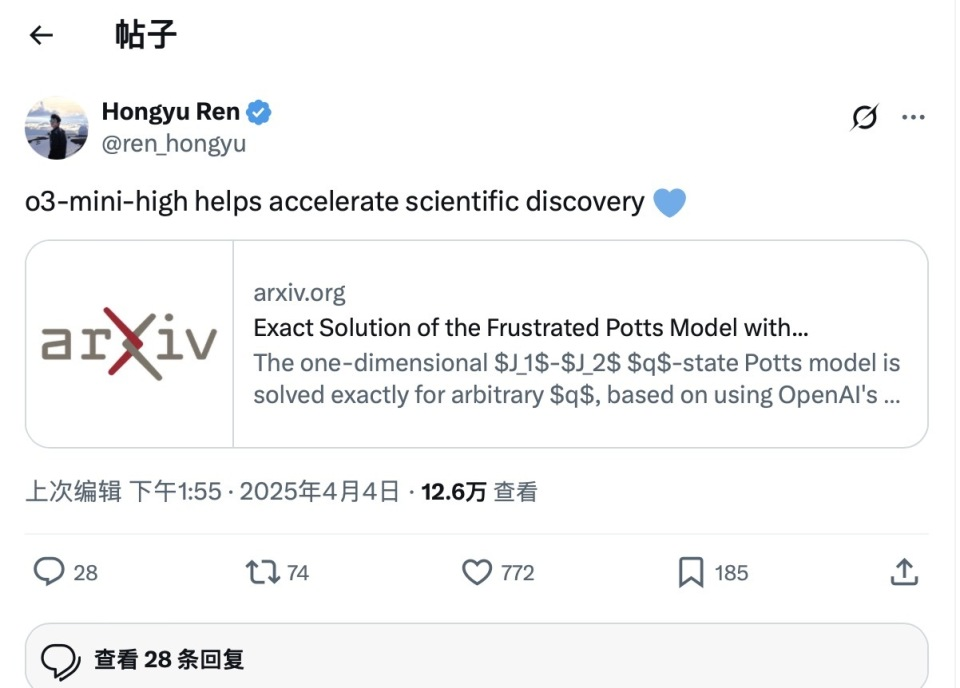 帖子
Hongyu Ren
@ren_hongyu
o3-mini-high helps accelerate scientific discovery 💙
arXiv
arxiv.org
Exact Solution of the Frustrated Potts Model with...
The one-dimensional $J_1$-$J_2$ $q$-state Potts model is
solved exactly for arbitrary $q$, based on using OpenAI's ...
上次编辑 下午1:55 · 2025年4月4日 · 12.6万 查看
28 74 772 185
查看 28 条回复